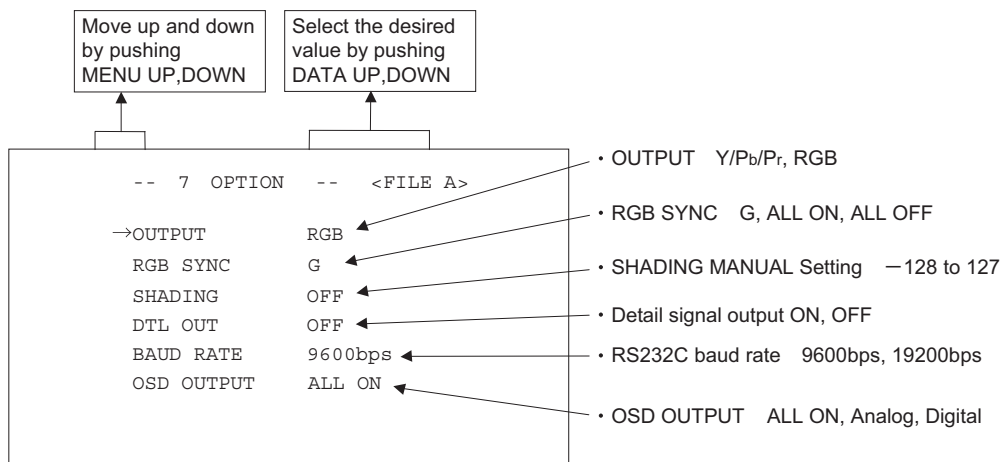 Move up and down
by pushing
MENU UP,DOWN
Select the desired
value by pushing
DATA UP,DOWN
-- 7 OPTION -- <FILE A>
→OUTPUT RGB
RGB SYNC G
SHADING OFF
DTL OUT OFF
BAUD RATE 9600bps
OSD OUTPUT ALL ON
・OUTPUT Y/Pb/Pr, RGB
・RGB SYNC G, ALL ON, ALL OFF
・SHADING MANUAL Setting －128 to 127
・Detail signal output ON, OFF
・RS232C baud rate 9600bps, 19200bps
・OSD OUTPUT ALL ON, Analog, Digital